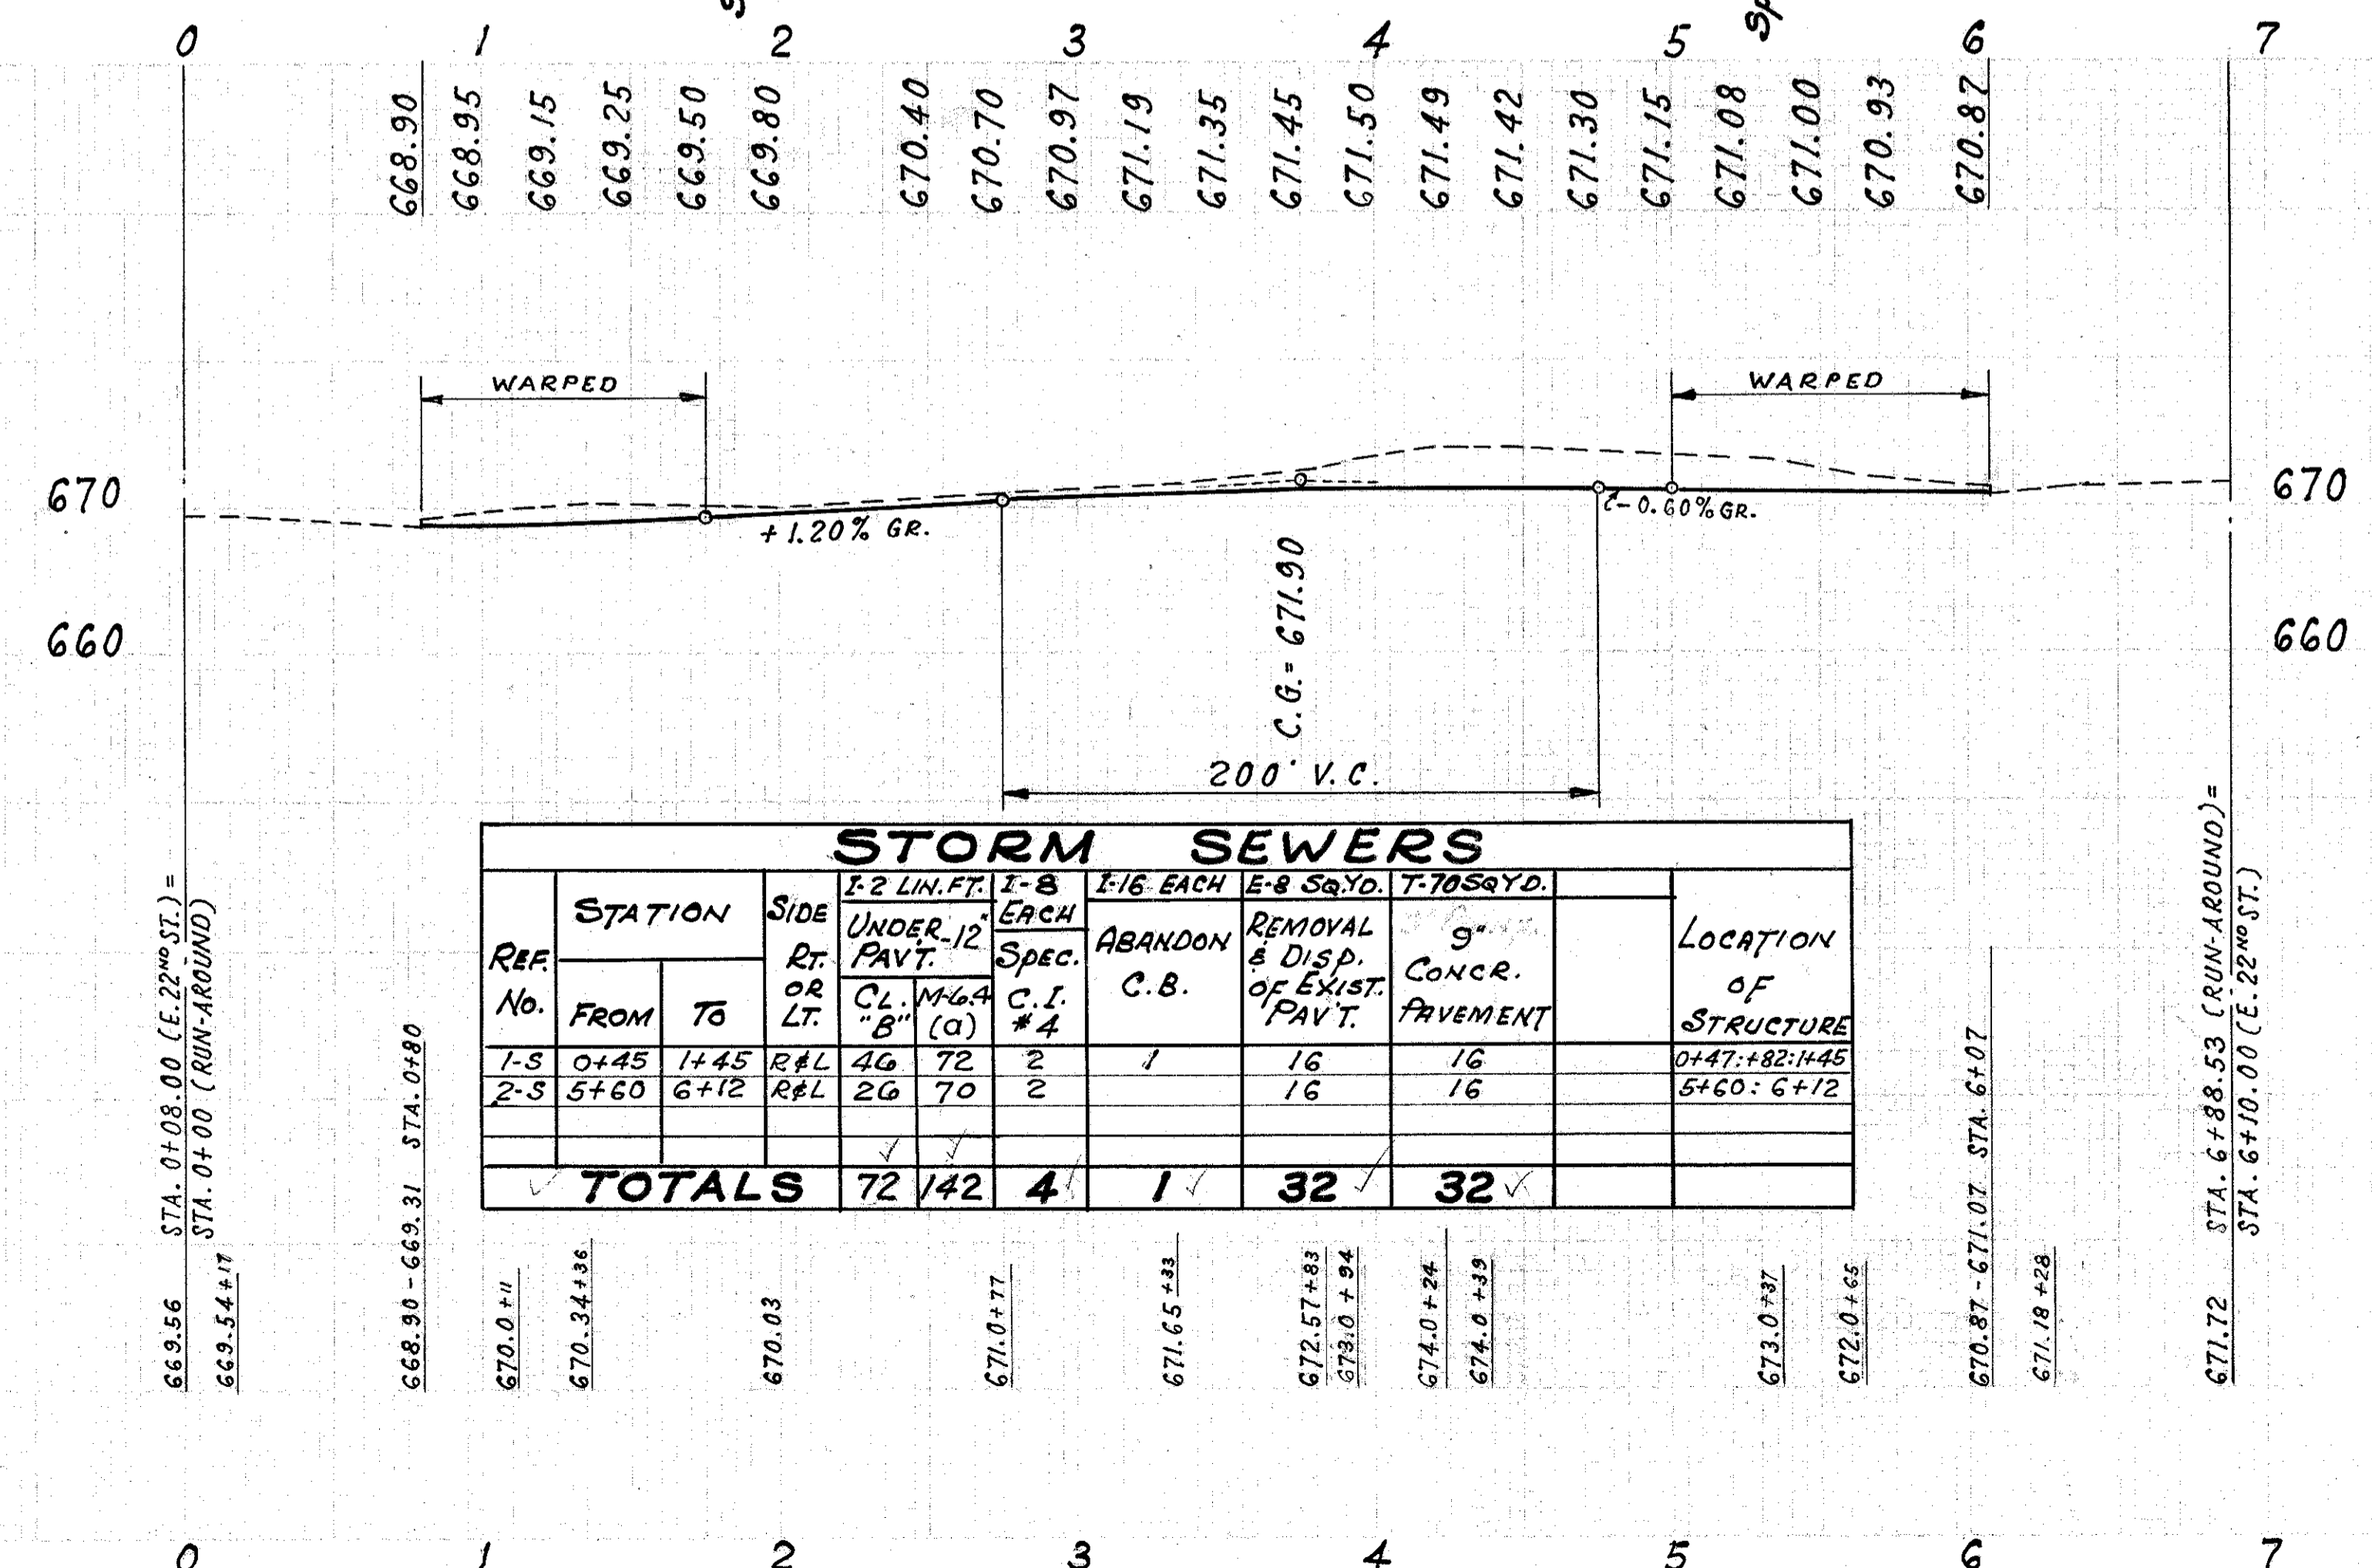 0 1 2 3 4 5 6 7
668.90
668.95
669.15
669.25
669.50
669.80
670.40
670.70
670.97
671.19
671.35
671.45
671.50
671.49
671.42
671.30
671.15
671.08
671.00
670.93
670.87
WARPED
WARPED
670
670
+1.20% GR.
-0.60% GR.
C.G. = 671.90
660
660
200' V.C.
STORM SEWERS
REF. No.
STATION
FROM
TO
SIDE RT. OR LT.
I-2 LIN. FT.
UNDER PAV'T. -12"
CL. "B"
M-6.4 (a)
I-8 EACH
SPEC. C.I. #4
I-16 EACH
ABANDON C.B.
E-8 SQ.YD.
REMOVAL & DISP. OF EXIST. PAV'T.
T-70 SQ YD.
9" CONCR. PAVEMENT
LOCATION OF STRUCTURE
1-S 0+45 1+45 R&L 46 72 2 1 16 16 0+47:+82:1+45
2-S 5+60 6+12 R&L 26 70 2 16 16 5+60: 6+12
TOTALS 72 142 4 1 32 32
669.56 STA. 0+08.00 (E. 22ND ST.) =
STA. 0+00 (RUN-AROUND)
669.54+17
668.90 - 669.31 STA. 0+80
670.0+11
670.34+36
670.03
671.0+77
671.65+33
672.57+83
673.0+94
674.0+24
674.0+39
673.0+37
672.0+65
670.87 - 671.07 STA. 6+07
671.18+28
671.72 STA. 6+88.53 (RUN-AROUND) =
STA. 6+10.00 (E. 22ND ST.)
0 1 2 3 4 5 6 7